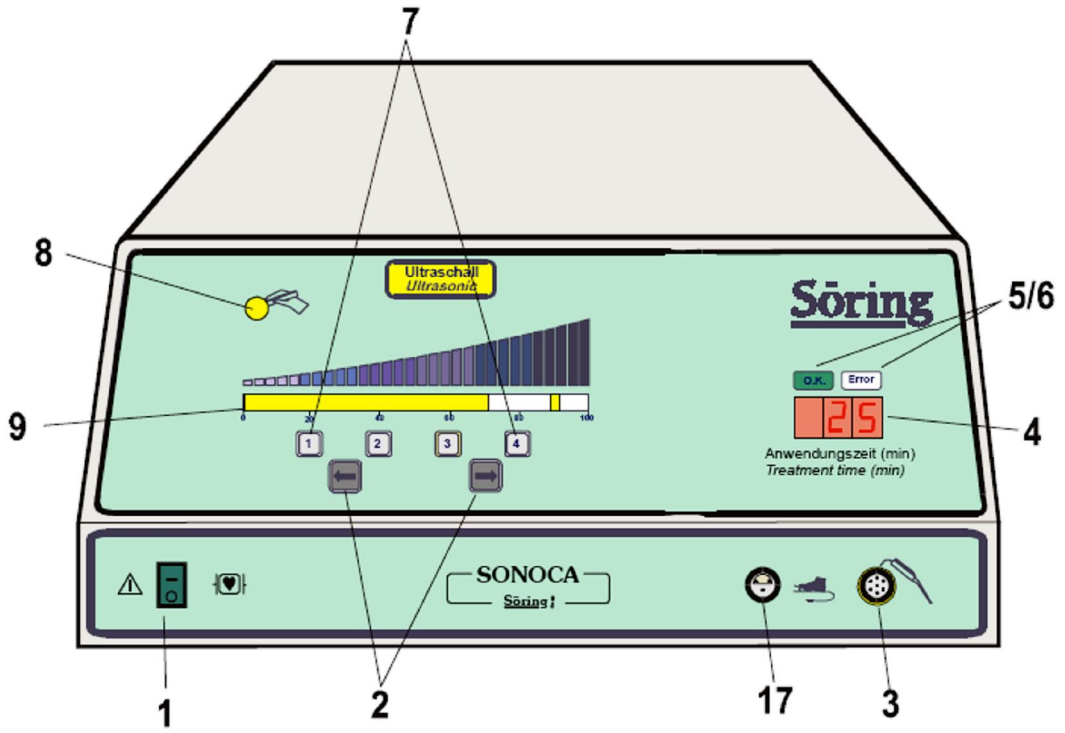 7
8
Ultraschall
Ultrasonic
Söring
5/6
O.K. Error
9
0 20 40 60 80 100
25
4
1 2 3 4
Anwendungszeit (min)
Treatment time (min)
SONOCA
Söring
1
2
17
3